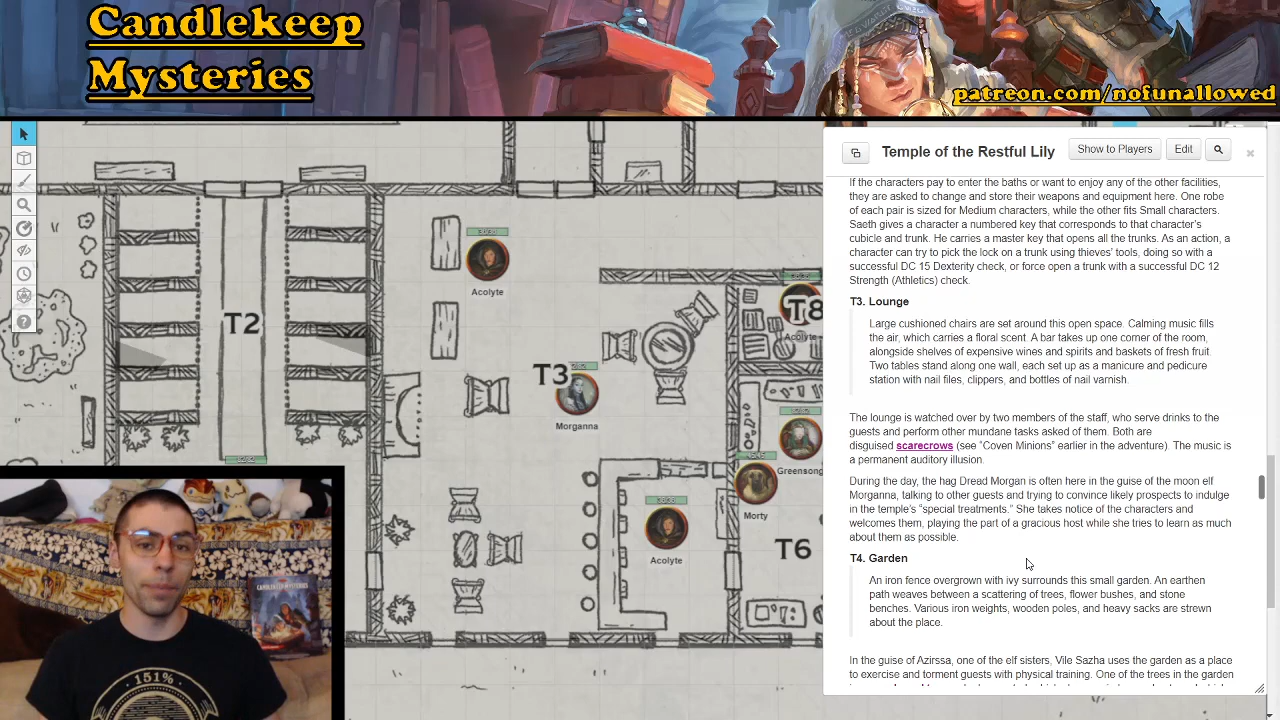 Candlekeep
Mysteries
patreon.com/nofunallowed
Temple of the Restful Lily
Show to Players
Edit
If the characters pay to enter the baths or want to enjoy any of the other facilities,
they are asked to change and store their weapons and equipment here. One robe
of each pair is sized for Medium characters, while the other fits Small characters.
Saeth gives a character a numbered key that corresponds to that character's
cubicle and trunk. He carries a master key that opens all the trunks. As an action, a
character can try to pick the lock on a trunk using thieves' tools, doing so with a
successful DC 15 Dexterity check, or force open a trunk with a successful DC 12
Strength (Athletics) check.
T3. Lounge
Large cushioned chairs are set around this open space. Calming music fills
the air, which carries a floral scent. A bar takes up one corner of the room,
alongside shelves of expensive wines and spirits and baskets of fresh fruit.
Two tables stand along one wall, each set up as a manicure and pedicure
station with nail files, clippers, and bottles of nail varnish.
The lounge is watched over by two members of the staff, who serve drinks to the
guests and perform other mundane tasks asked of them. Both are
disguised scarecrows (see "Coven Minions" earlier in the adventure). The music is
a permanent auditory illusion.
During the day, the hag Dread Morgan is often here in the guise of the moon elf
Morganna, talking to other guests and trying to convince likely prospects to indulge
in the temple's "special treatments." She takes notice of the characters and
welcomes them, playing the part of a gracious host while she tries to learn as much
about them as possible.
T4. Garden
An iron fence overgrown with ivy surrounds this small garden. An earthen
path weaves between a scattering of trees, flower bushes, and stone
benches. Various iron weights, wooden poles, and heavy sacks are strewn
about the place.
In the guise of Azirssa, one of the elf sisters, Vile Sazha uses the garden as a place
to exercise and torment guests with physical training. One of the trees in the garden
T2
Acolyte
T3
Morganna
T8
Acolyte
Greensong
Morty
Acolyte
T6
151%
CANDLEKEEP
MYSTERIES